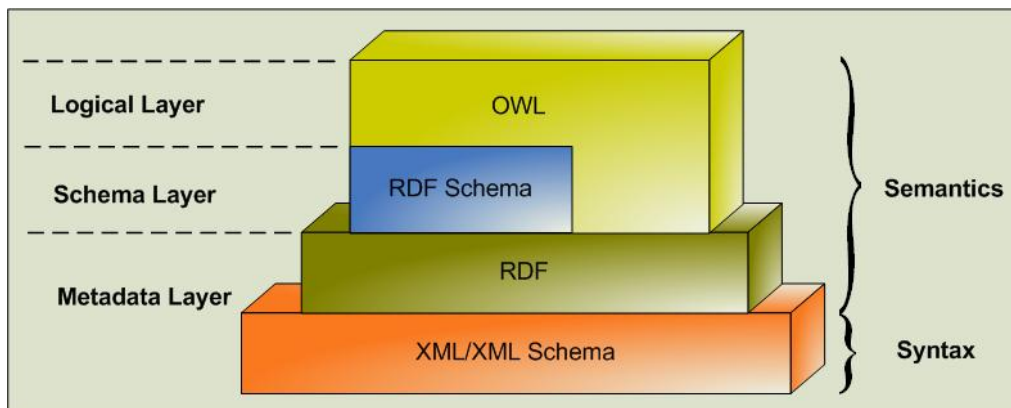 Logical Layer
OWL
Schema Layer
RDF Schema
Semantics
RDF
Metadata Layer
XML/XML Schema
Syntax